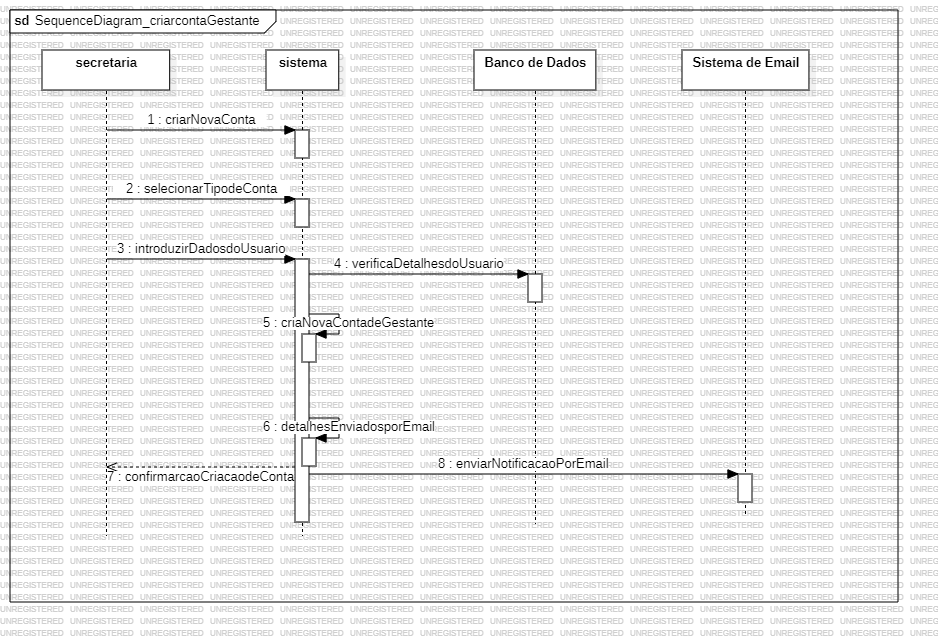 sd SequenceDiagram_criarcontaGestante
secretaria
sistema
Banco de Dados
Sistema de Email
1 : criarNovaConta
2 : selecionarTipodeConta
3 : introduzirDadosdoUsuario
4 : verificaDetalhesdoUsuario
5 : criaNovaContadeGestante
6 : detalhesEnviadosporEmail
8 : enviarNotificacaoPorEmail
7 : confirmarcaoCriacaodeConta
UNREGISTERED